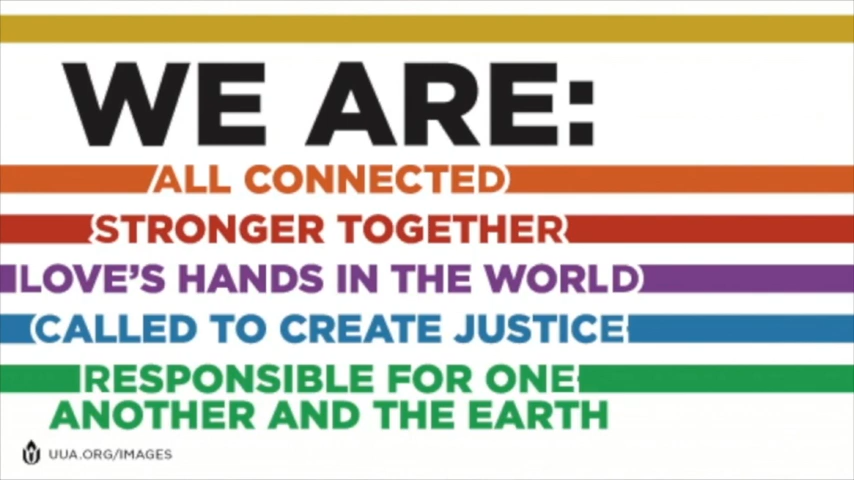 WE ARE:
ALL CONNECTED
STRONGER TOGETHER
LOVE'S HANDS IN THE WORLD
CALLED TO CREATE JUSTICE
RESPONSIBLE FOR ONE
ANOTHER AND THE EARTH
UUA.ORG/IMAGES